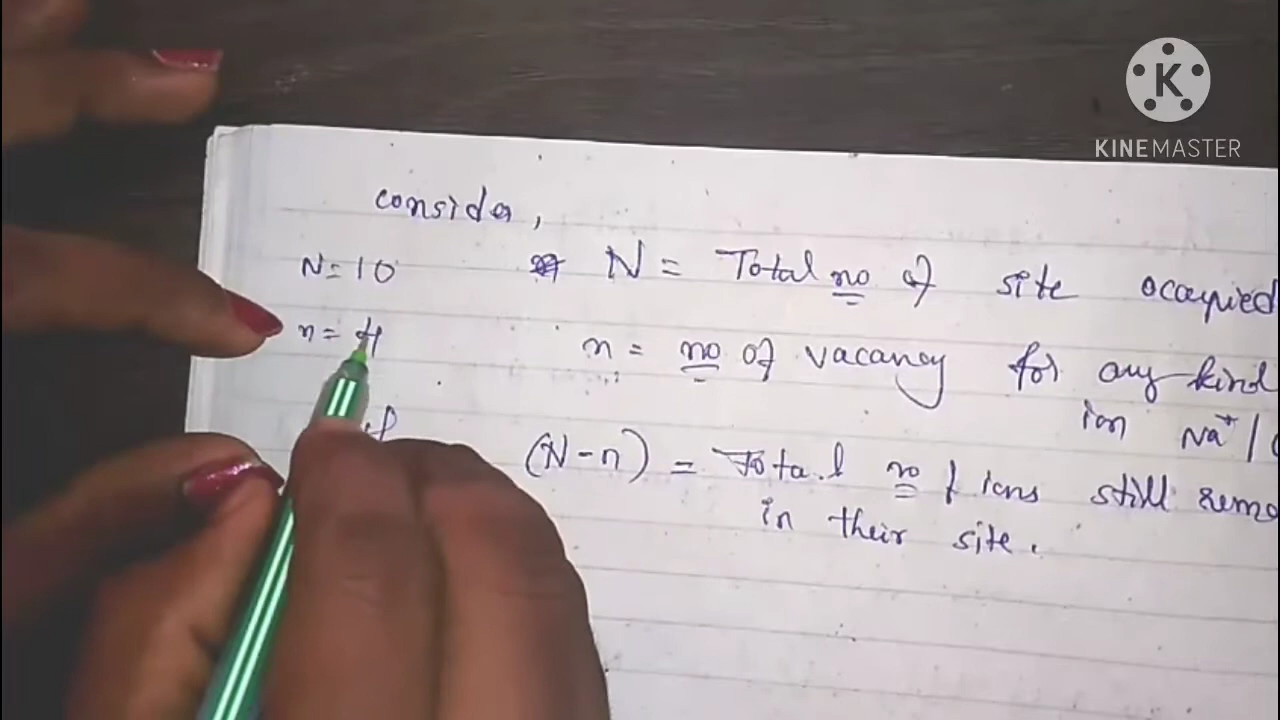 K
KINEMASTER
consider,
N = 10
N = Total no of site occupied
n = 4
n = no of vacancy for any kind
ion Na+ /
(N-n) = Total no of ions still
in their site.